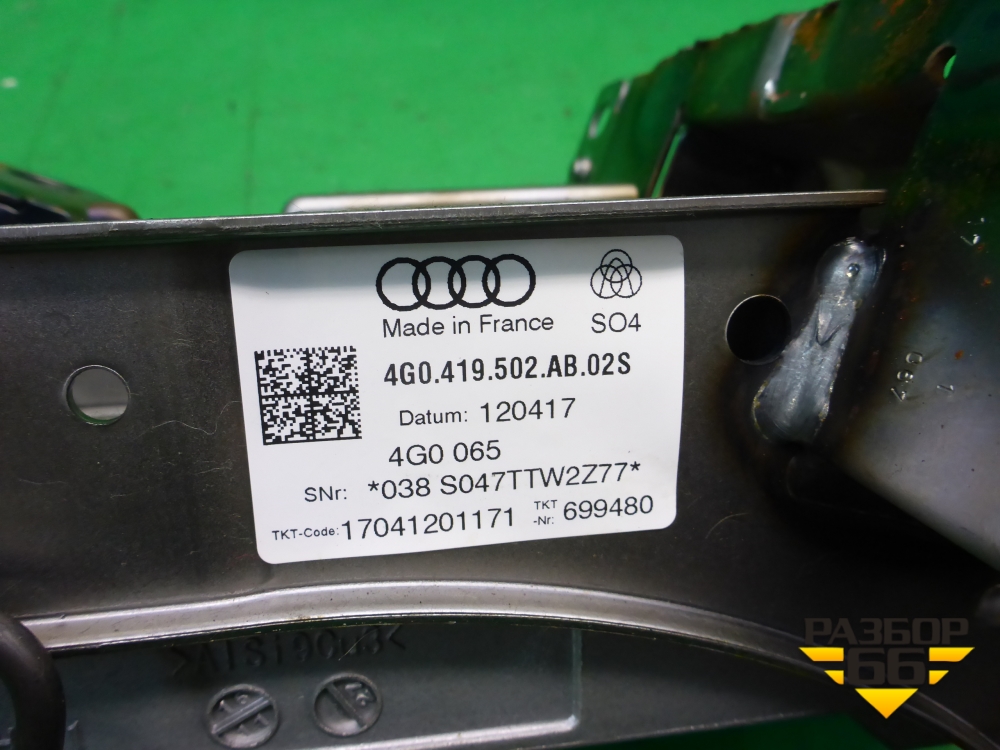 Made in France
SO4
4G0.419.502.AB.02S
Datum: 120417
4G0 065
SNr: *038 S047TTW2Z77*
TKT-Code: 17041201171
TKT -Nr: 699480
РАЗБОР
66